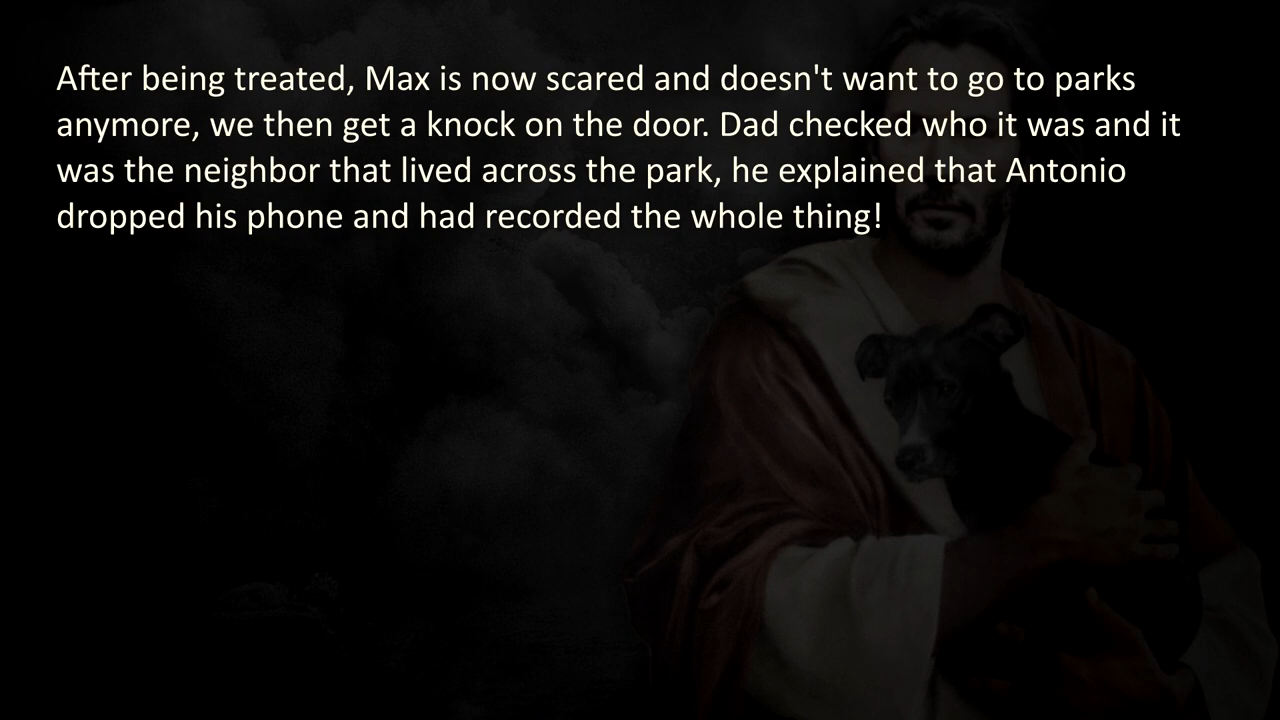 After being treated, Max is now scared and doesn't want to go to parks
anymore, we then get a knock on the door. Dad checked who it was and it
was the neighbor that lived across the park, he explained that Antonio
dropped his phone and had recorded the whole thing!